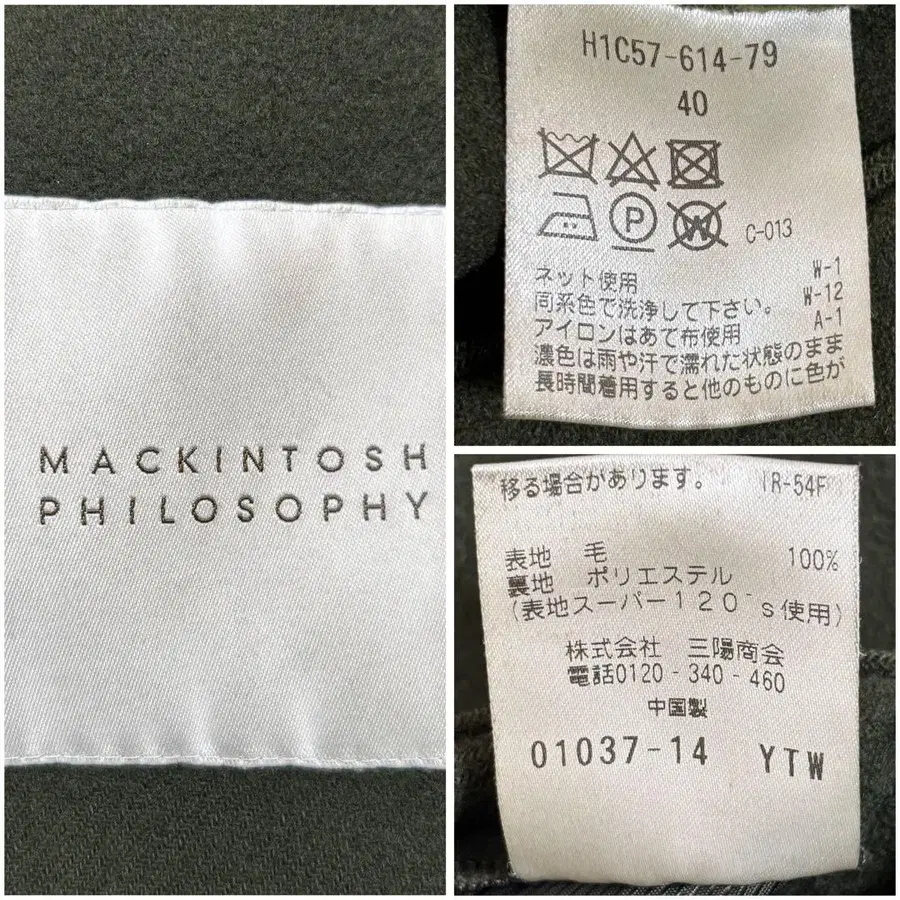 MACKINTOSH
PHILOSOPHY
H1C57-614-79
40
P
W
C-013
ネット使用 W-1
同系色で洗浄して下さい。 W-12
アイロンはあて布使用 A-1
濃色は雨や汗で濡れた状態のまま
長時間着用すると他のものに色が
移る場合があります。 IR-54F
表地 毛 100%
裏地 ポリエステル
(表地スーパー120's使用)
株式会社 三陽商会
電話0120-340-460
中国製
01037-14 YTW